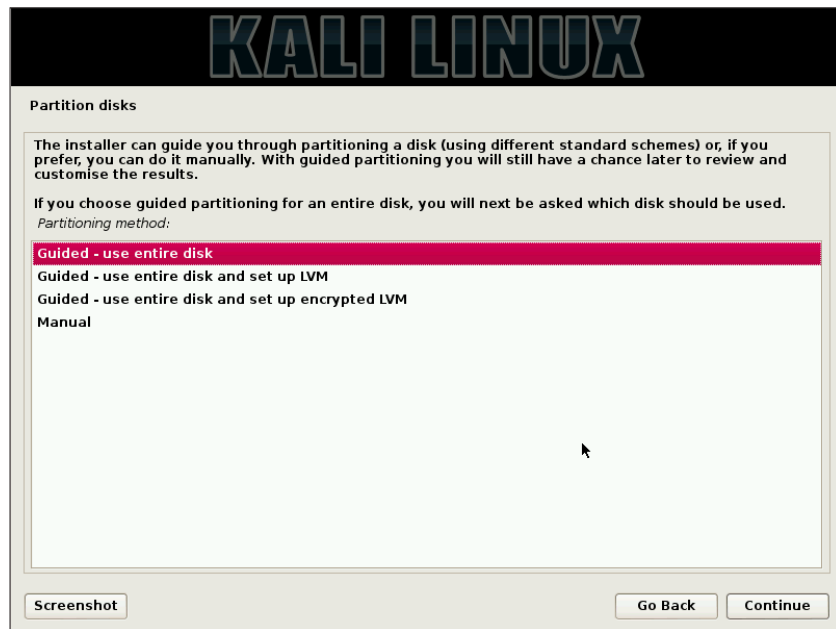 KALI LINUX
Partition disks
The installer can guide you through partitioning a disk (using different standard schemes) or, if you
prefer, you can do it manually. With guided partitioning you will still have a chance later to review and
customise the results.
If you choose guided partitioning for an entire disk, you will next be asked which disk should be used.
Partitioning method:
Guided - use entire disk
Guided - use entire disk and set up LVM
Guided - use entire disk and set up encrypted LVM
Manual
Screenshot
Go Back
Continue